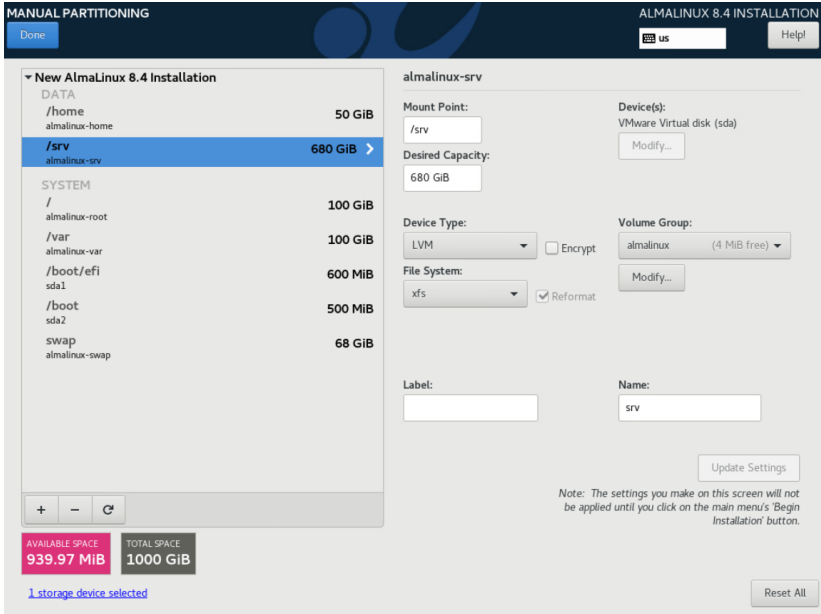 MANUAL PARTITIONING
ALMALINUX 8.4 INSTALLATION
Done
us
Help!
New AlmaLinux 8.4 Installation
DATA
/home
50 GiB
almalinux-home
/srv
680 GiB
almalinux-srv
SYSTEM
/
100 GiB
almalinux-root
/var
100 GiB
almalinux-var
/boot/efi
600 MiB
sda1
/boot
500 MiB
sda2
swap
68 GiB
almalinux-swap
+ −
AVAILABLE SPACE
939.97 MiB
TOTAL SPACE
1000 GiB
1 storage device selected
almalinux-srv
Mount Point:
/srv
Desired Capacity:
680 GiB
Device(s):
VMware Virtual disk (sda)
Modify...
Device Type:
LVM
Encrypt
Volume Group:
almalinux (4 MiB free)
Modify...
File System:
xfs
Reformat
Label:
Name:
srv
Update Settings
Note: The settings you make on this screen will not
be applied until you click on the main menu's 'Begin
Installation' button.
Reset All